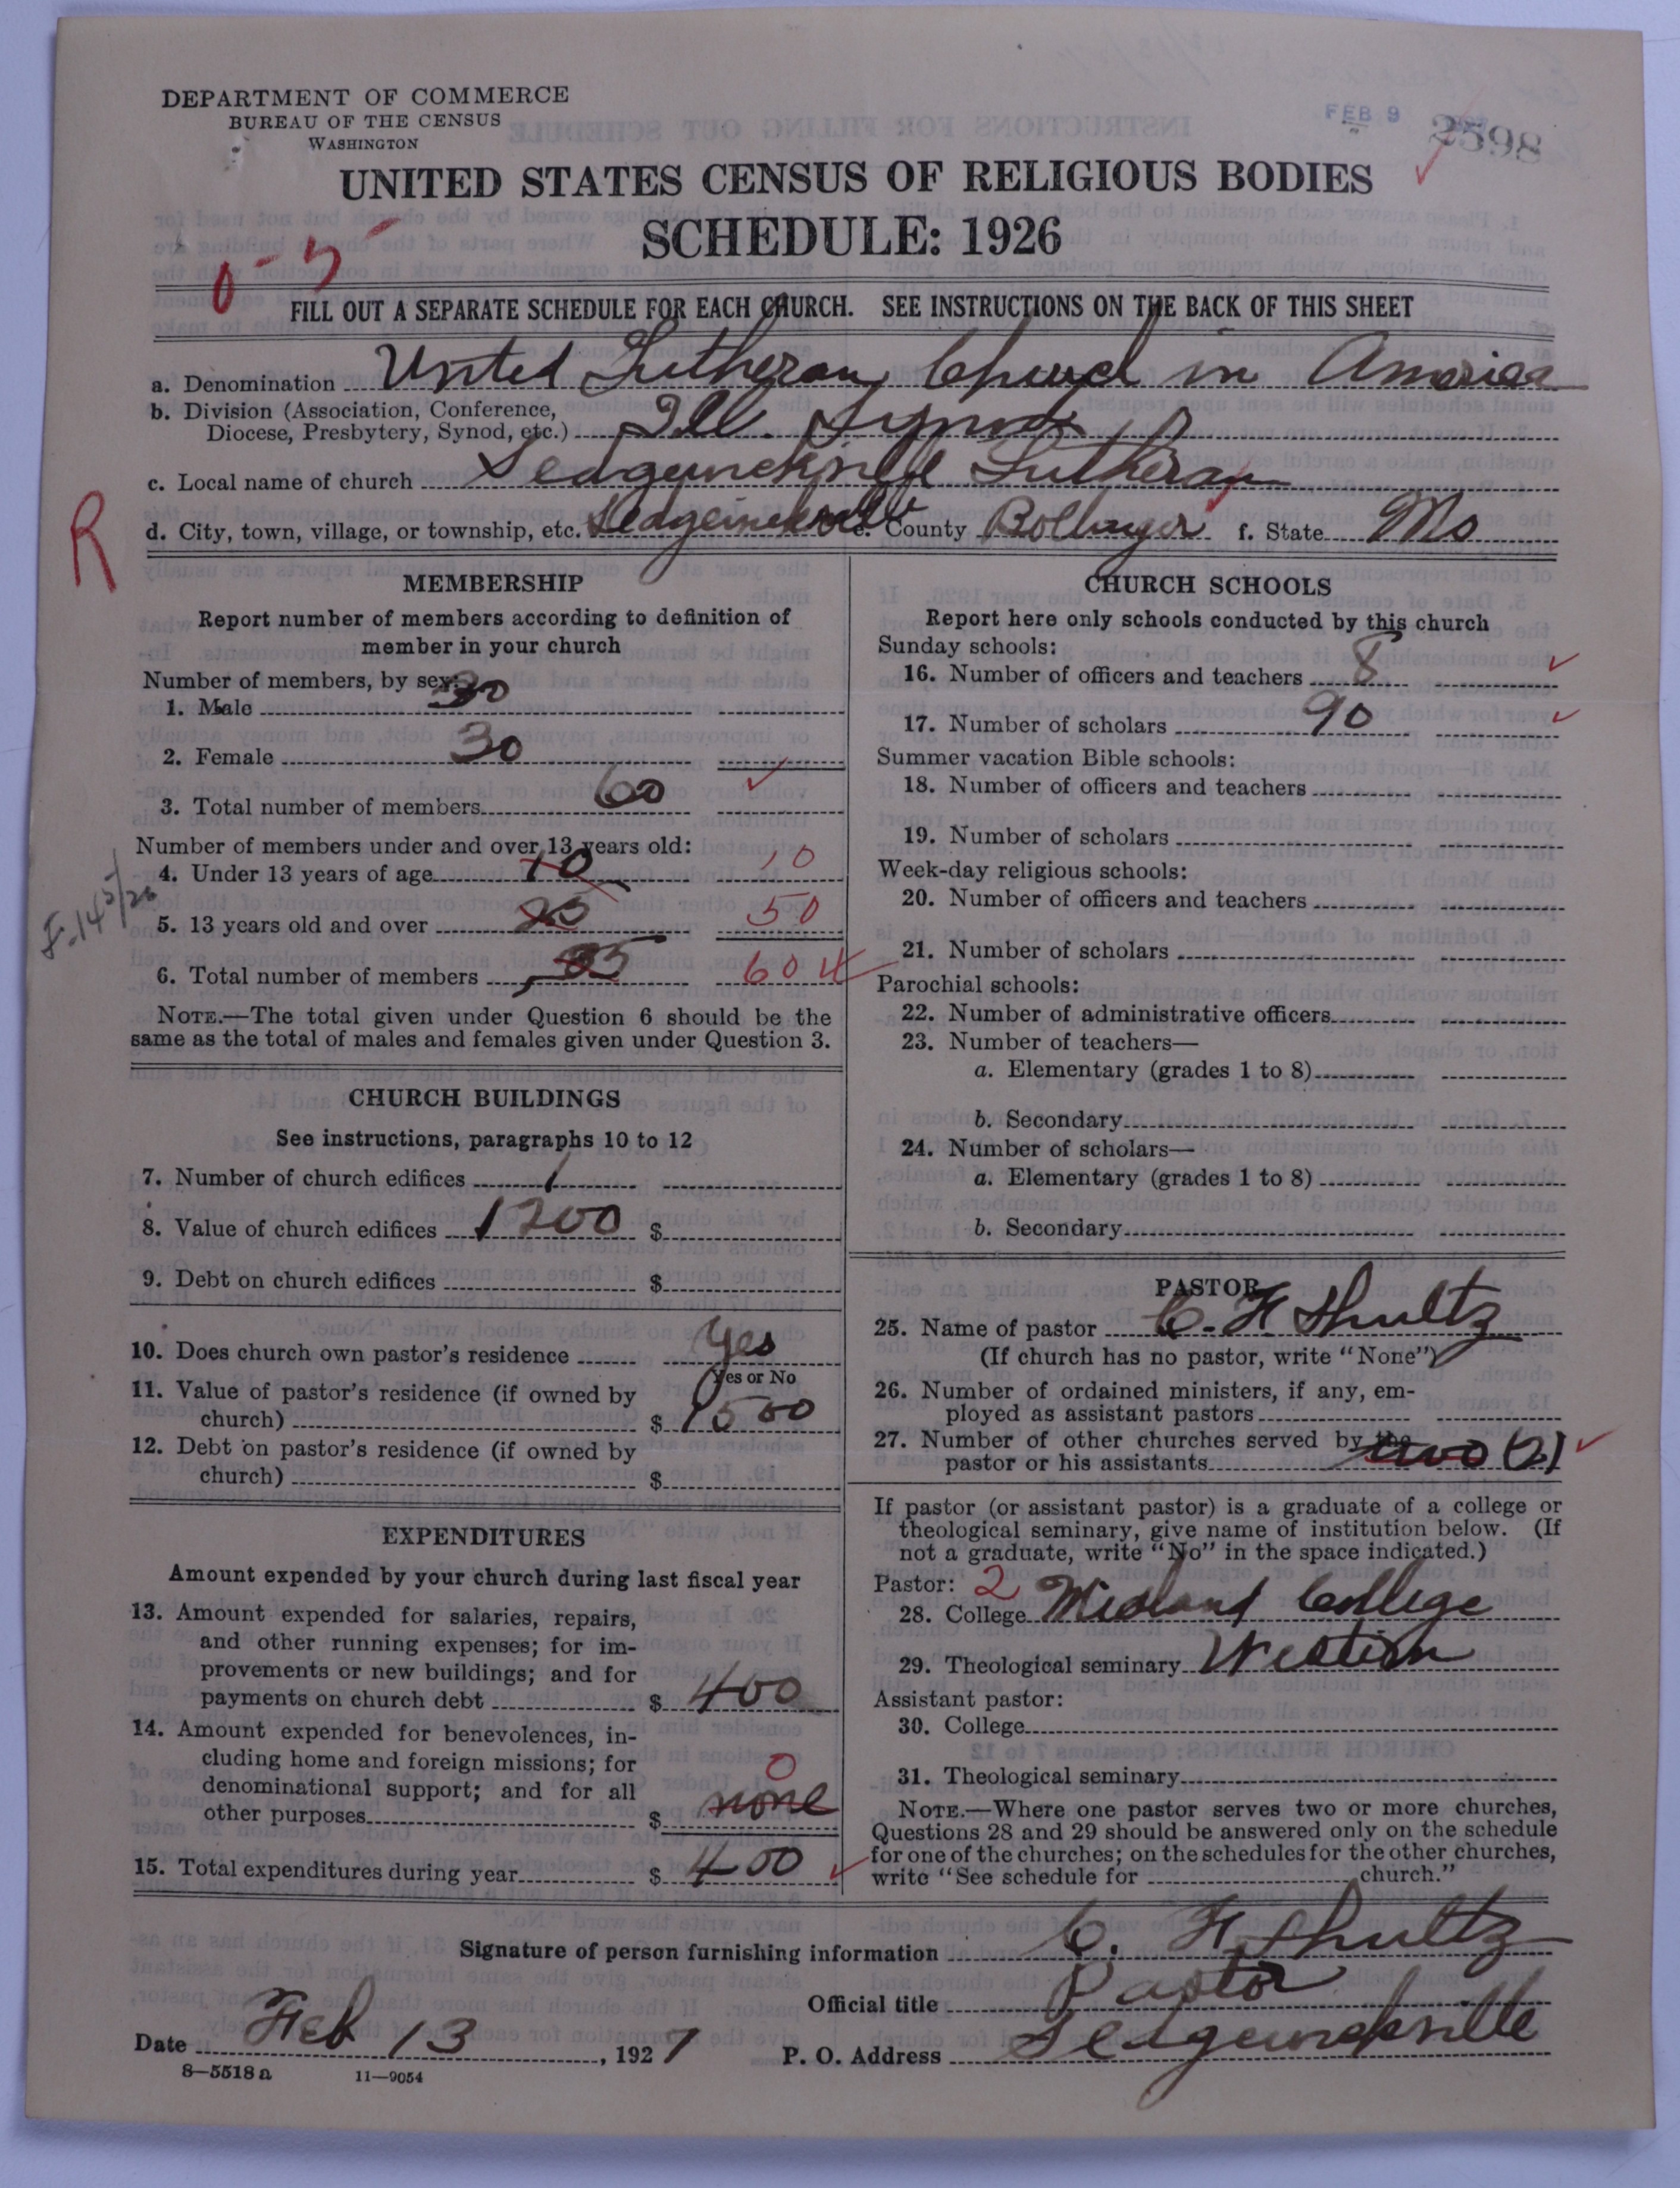 DEPARTMENT OF COMMERCE
BUREAU OF THE CENSUS
WASHINGTON
FEB 9
2598
UNITED STATES CENSUS OF RELIGIOUS BODIES
SCHEDULE: 1926
0-5
FILL OUT A SEPARATE SCHEDULE FOR EACH CHURCH. SEE INSTRUCTIONS ON THE BACK OF THIS SHEET
a. Denomination United Lutheran Church in America
b. Division (Association, Conference,
Diocese, Presbytery, Synod, etc.) Ill. Synod
c. Local name of church Sedgewickville Lutheran
R
d. City, town, village, or township, etc. Sedgewickville e. County Bollinger f. State Mo
MEMBERSHIP
Report number of members according to definition of
member in your church
Number of members, by sex:
1. Male 30
2. Female 30
3. Total number of members 60
Number of members under and over 13 years old:
4. Under 13 years of age 10 10
5. 13 years old and over 25 50
6. Total number of members 35 60
NOTE.—The total given under Question 6 should be the
same as the total of males and females given under Question 3.
CHURCH BUILDINGS
See instructions, paragraphs 10 to 12
7. Number of church edifices 1
8. Value of church edifices 1200 $
9. Debt on church edifices $
10. Does church own pastor's residence yes
Yes or No
11. Value of pastor's residence (if owned by
church) $ 1500
12. Debt on pastor's residence (if owned by
church) $
EXPENDITURES
Amount expended by your church during last fiscal year
13. Amount expended for salaries, repairs,
and other running expenses; for im-
provements or new buildings; and for
payments on church debt $ 400
14. Amount expended for benevolences, in-
cluding home and foreign missions; for
denominational support; and for all
0
other purposes $ none
15. Total expenditures during year $ 400
CHURCH SCHOOLS
Report here only schools conducted by this church
Sunday schools:
16. Number of officers and teachers 8
17. Number of scholars 90
Summer vacation Bible schools:
18. Number of officers and teachers
19. Number of scholars
Week-day religious schools:
20. Number of officers and teachers
21. Number of scholars
Parochial schools:
22. Number of administrative officers
23. Number of teachers—
a. Elementary (grades 1 to 8)
b. Secondary
24. Number of scholars—
a. Elementary (grades 1 to 8)
b. Secondary
PASTOR
25. Name of pastor C. H. Shultz
(If church has no pastor, write "None")
26. Number of ordained ministers, if any, em-
ployed as assistant pastors
27. Number of other churches served by the
pastor or his assistants two (2)
If pastor (or assistant pastor) is a graduate of a college or
theological seminary, give name of institution below. (If
not a graduate, write "No" in the space indicated.)
Pastor: 2
28. College Midland College
29. Theological seminary Western
Assistant pastor:
30. College
31. Theological seminary
NOTE.—Where one pastor serves two or more churches,
Questions 28 and 29 should be answered only on the schedule
for one of the churches; on the schedules for the other churches,
write "See schedule for church."
Signature of person furnishing information C. H. Shultz
Official title Pastor
Date Feb 13, 1927
P. O. Address Sedgewickville
8—5518 a 11—9054